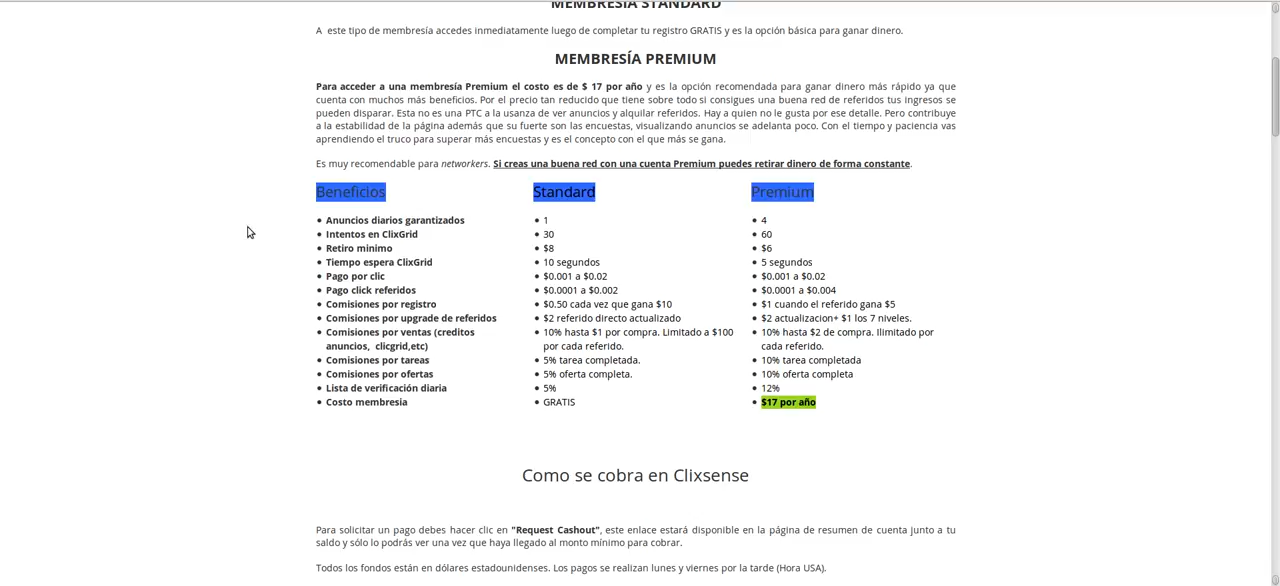 MEMBRESÍA STANDARD
A este tipo de membresía accedes inmediatamente luego de completar tu registro GRATIS y es la opción básica para ganar dinero.
MEMBRESÍA PREMIUM
Para acceder a una membresía Premium el costo es de $ 17 por año y es la opción recomendada para ganar dinero más rápido ya que
cuenta con muchos más beneficios. Por el precio tan reducido que tiene sobre todo si consigues una buena red de referidos tus ingresos se
pueden disparar. Esta no es una PTC a la usanza de ver anuncios y alquilar referidos. Hay a quien no le gusta por ese detalle. Pero contribuye
a la estabilidad de la página además que su fuerte son las encuestas, visualizando anuncios se adelanta poco. Con el tiempo y paciencia vas
aprendiendo el truco para superar más encuestas y es el concepto con el que más se gana.
Es muy recomendable para networkers. Si creas una buena red con una cuenta Premium puedes retirar dinero de forma constante.
Beneficios Standard Premium
• Anuncios diarios garantizados • 1 • 4
• Intentos en ClixGrid • 30 • 60
• Retiro minimo • $8 • $6
• Tiempo espera ClixGrid • 10 segundos • 5 segundos
• Pago por clic • $0.001 a $0.02 • $0.001 a $0.02
• Pago click referidos • $0.0001 a $0.002 • $0.0001 a $0.004
• Comisiones por registro • $0.50 cada vez que gana $10 • $1 cuando el referido gana $5
• Comisiones por upgrade de referidos • $2 referido directo actualizado • $2 actualizacion+ $1 los 7 niveles.
• Comisiones por ventas (creditos • 10% hasta $1 por compra. Limitado a $100 • 10% hasta $2 de compra. Ilimitado por
anuncios, clicgrid,etc) por cada referido. cada referido.
• Comisiones por tareas • 5% tarea completada. • 10% tarea completada
• Comisiones por ofertas • 5% oferta completa. • 10% oferta completa
• Lista de verificación diaria • 5% • 12%
• Costo membresia • GRATIS • $17 por año
Como se cobra en Clixsense
Para solicitar un pago debes hacer clic en "Request Cashout", este enlace estará disponible en la página de resumen de cuenta junto a tu
saldo y sólo lo podrás ver una vez que haya llegado al monto mínimo para cobrar.
Todos los fondos están en dólares estadounidenses. Los pagos se realizan lunes y viernes por la tarde (Hora USA).